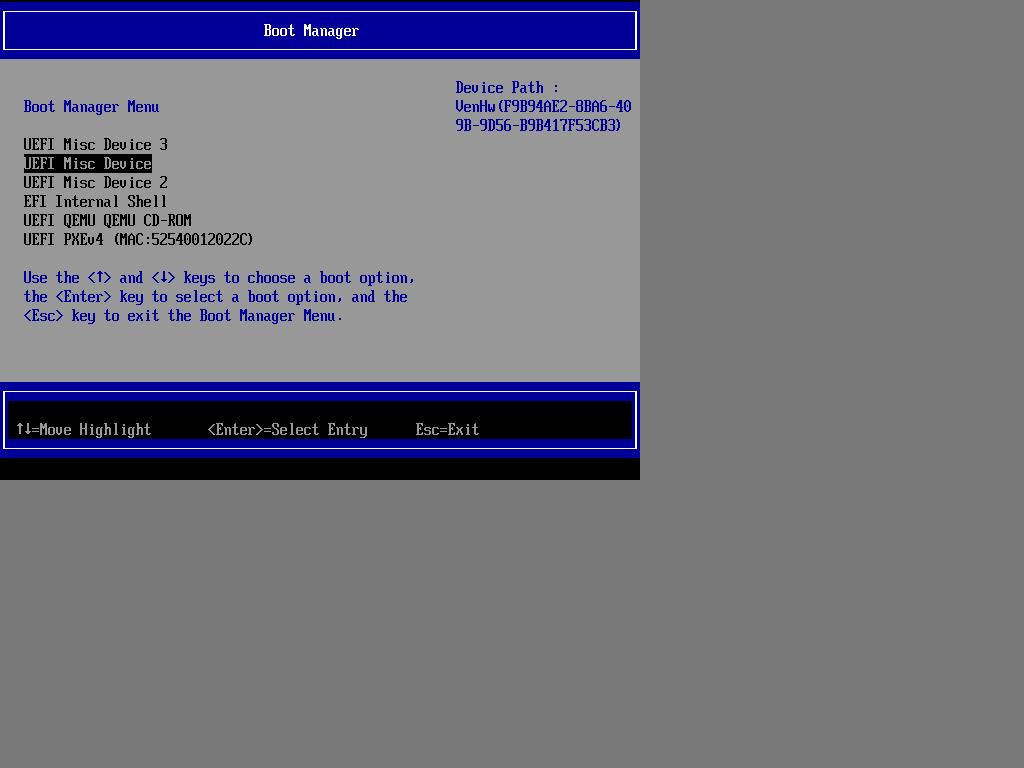 Boot Manager
Boot Manager Menu
UEFI Misc Device 3
UEFI Misc Device
UEFI Misc Device 2
EFI Internal Shell
UEFI QEMU QEMU CD-ROM
UEFI PXEv4 (MAC:52540012022C)
Use the <↑> and <↓> keys to choose a boot option,
the <Enter> key to select a boot option, and the
<Esc> key to exit the Boot Manager Menu.
Device Path :
VenHw(F9B94AE2-8BA6-40
9B-9D56-B9B417F53CB3)
↑↓=Move Highlight <Enter>=Select Entry Esc=Exit